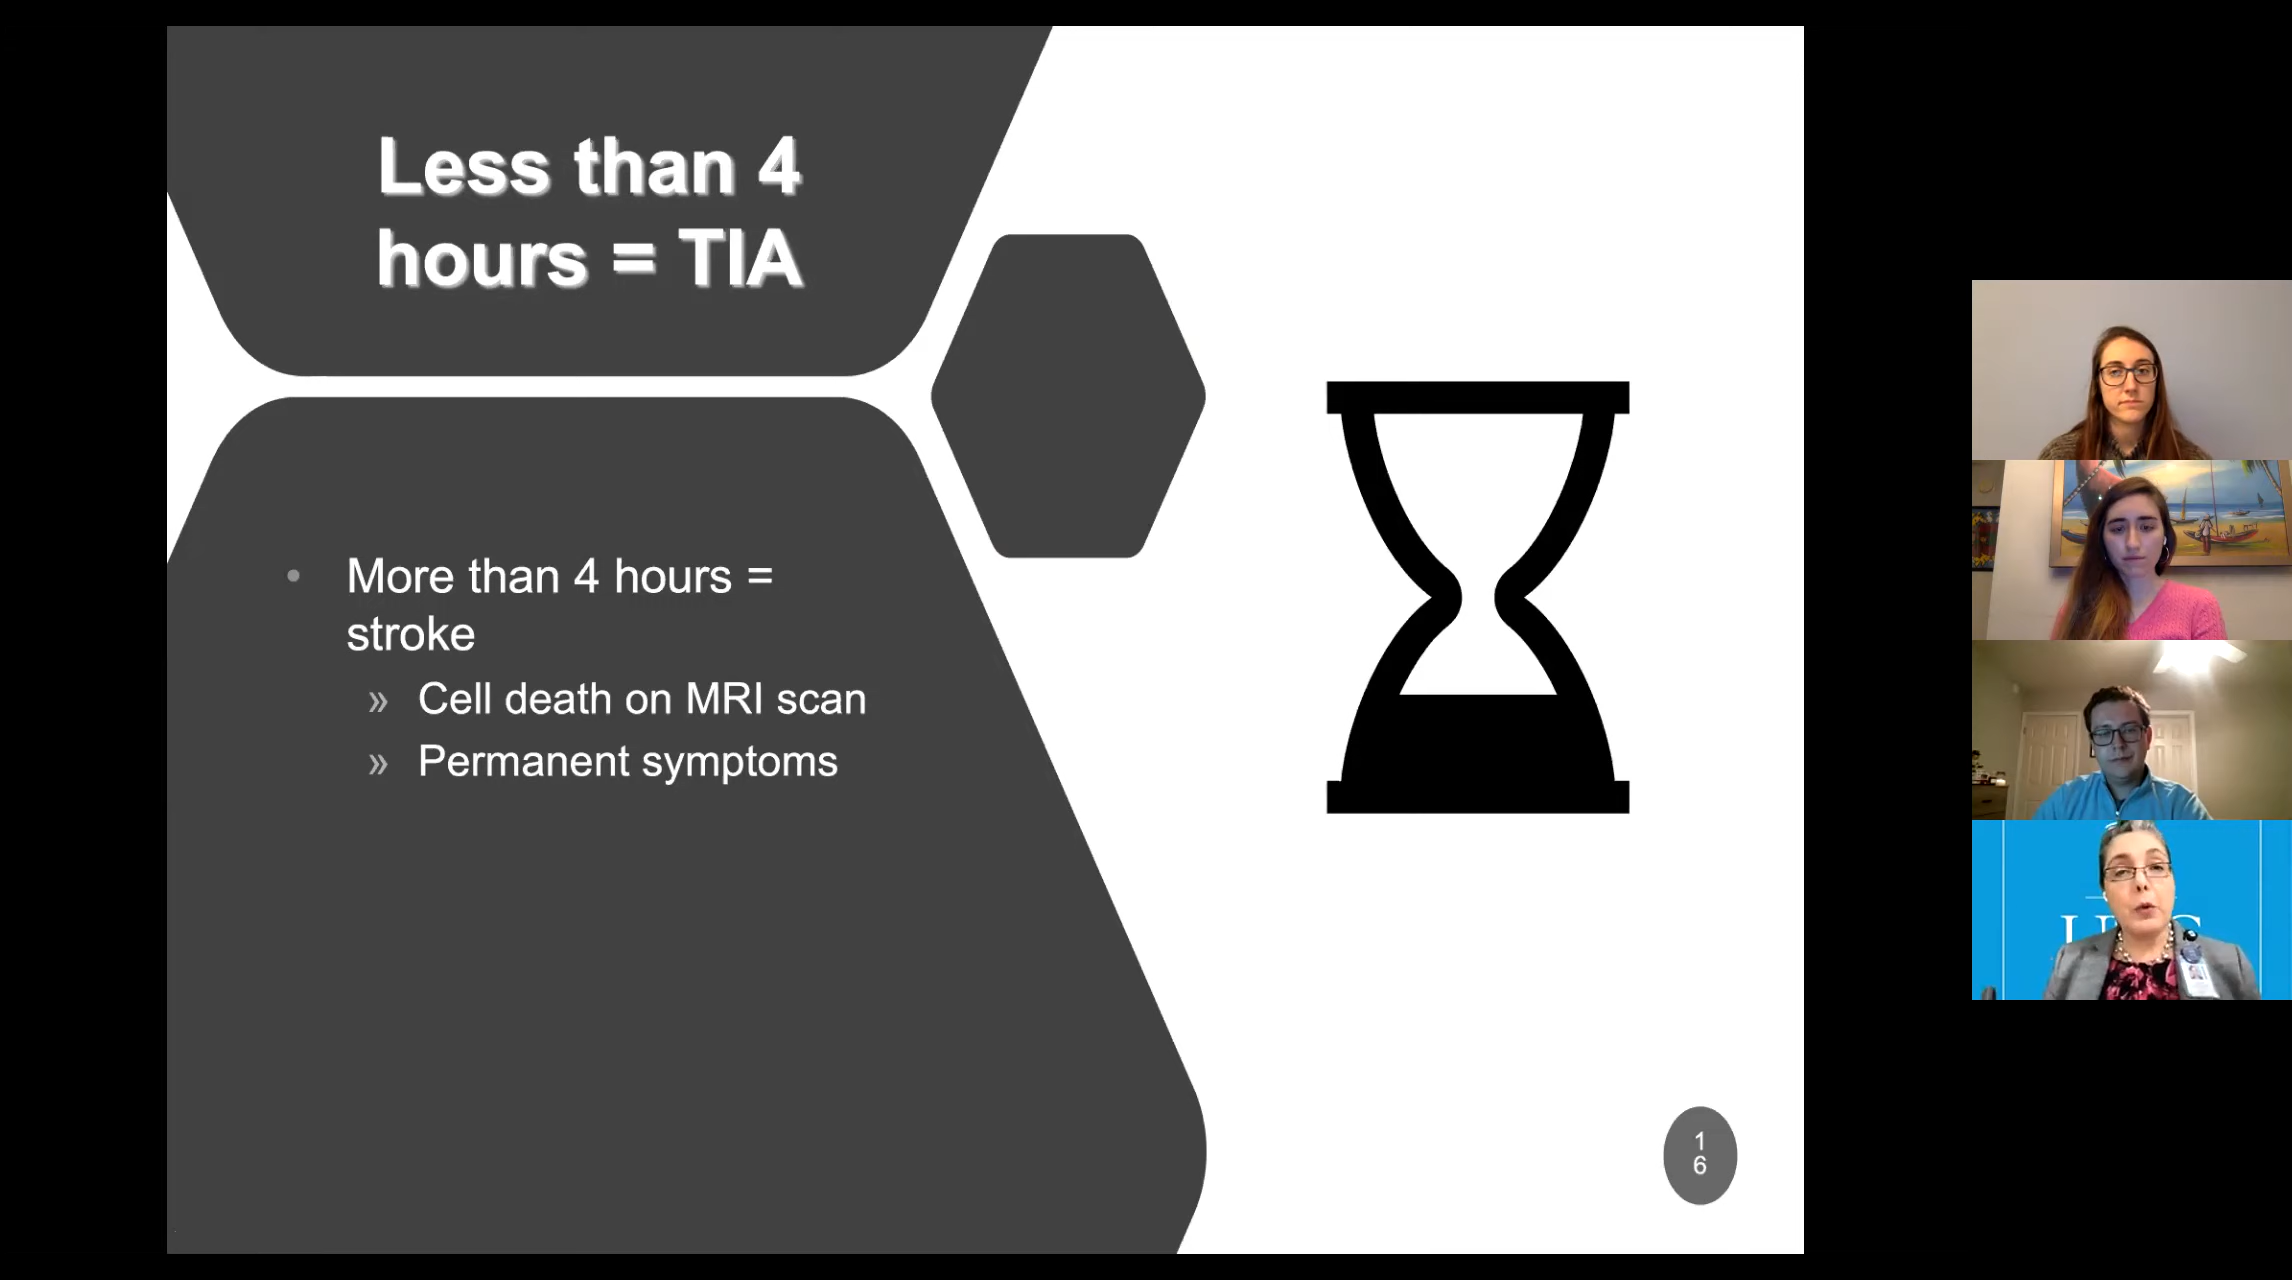 Less than 4
hours = TIA
• More than 4 hours =
stroke
» Cell death on MRI scan
» Permanent symptoms
1
6